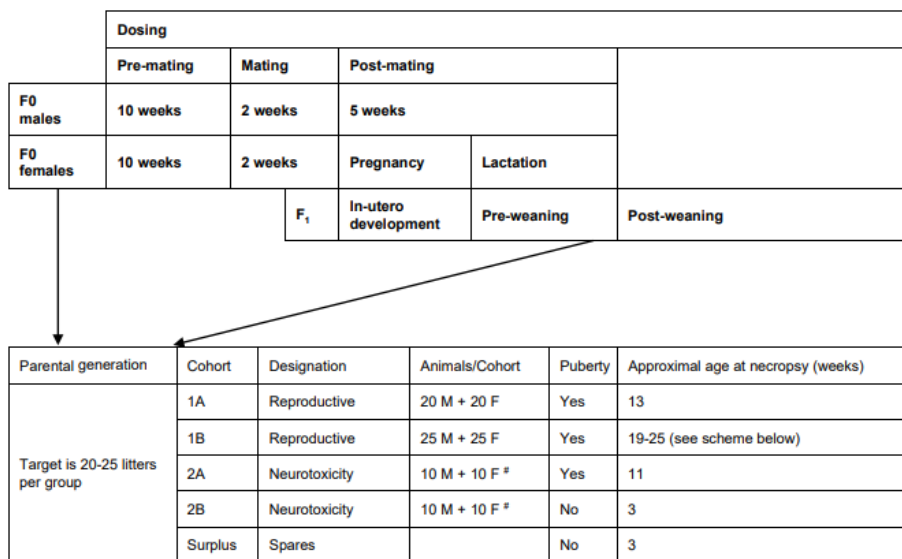 Dosing
Pre-mating Mating Post-mating
F0 males 10 weeks 2 weeks 5 weeks
F0 females 10 weeks 2 weeks Pregnancy Lactation
F₁ In-utero development Pre-weaning Post-weaning
Parental generation Cohort Designation Animals/Cohort Puberty Approximal age at necropsy (weeks)
Target is 20-25 litters per group
1A Reproductive 20 M + 20 F Yes 13
1B Reproductive 25 M + 25 F Yes 19-25 (see scheme below)
2A Neurotoxicity 10 M + 10 F # Yes 11
2B Neurotoxicity 10 M + 10 F # No 3
Surplus Spares No 3